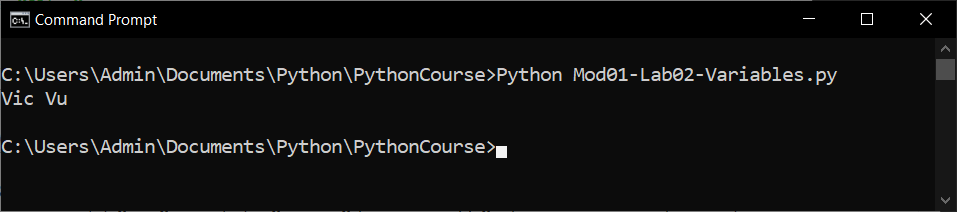 Command Prompt
C:\Users\Admin\Documents\Python\PythonCourse>Python Mod01-Lab02-Variables.py
Vic Vu
C:\Users\Admin\Documents\Python\PythonCourse>